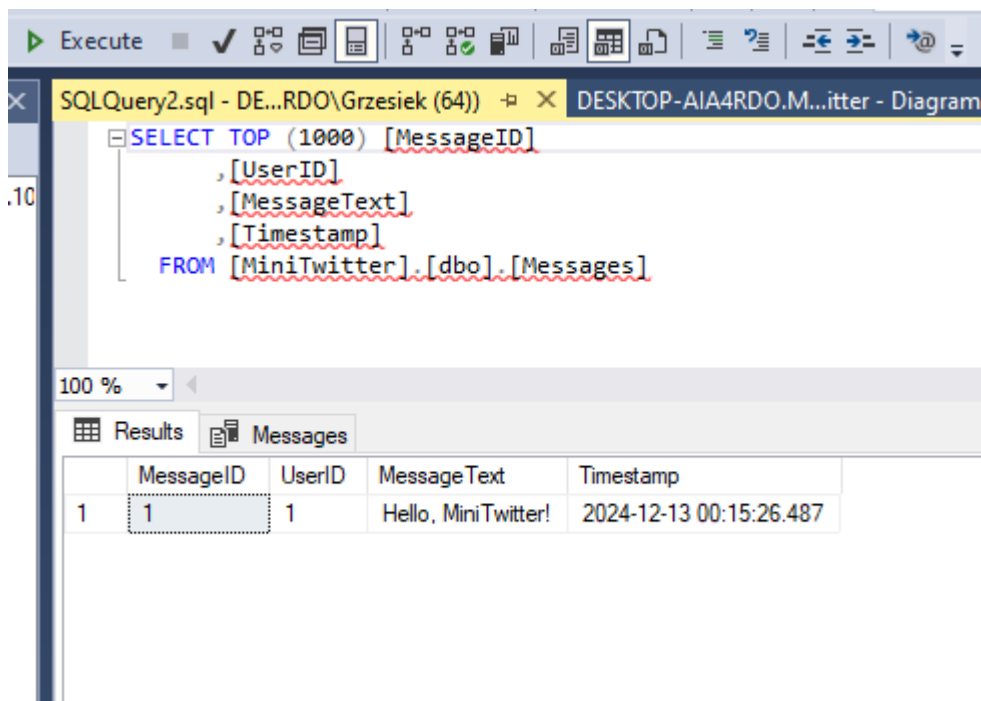 Execute
SQLQuery2.sql - DE...RDO\Grzesiek (64))
DESKTOP-AIA4RDO.M...itter - Diagram
.10
SELECT TOP (1000) [MessageID]
,[UserID]
,[MessageText]
,[Timestamp]
FROM [MiniTwitter].[dbo].[Messages]
100 %
Results
Messages
MessageID UserID MessageText Timestamp
1 1 1 Hello, MiniTwitter! 2024-12-13 00:15:26.487